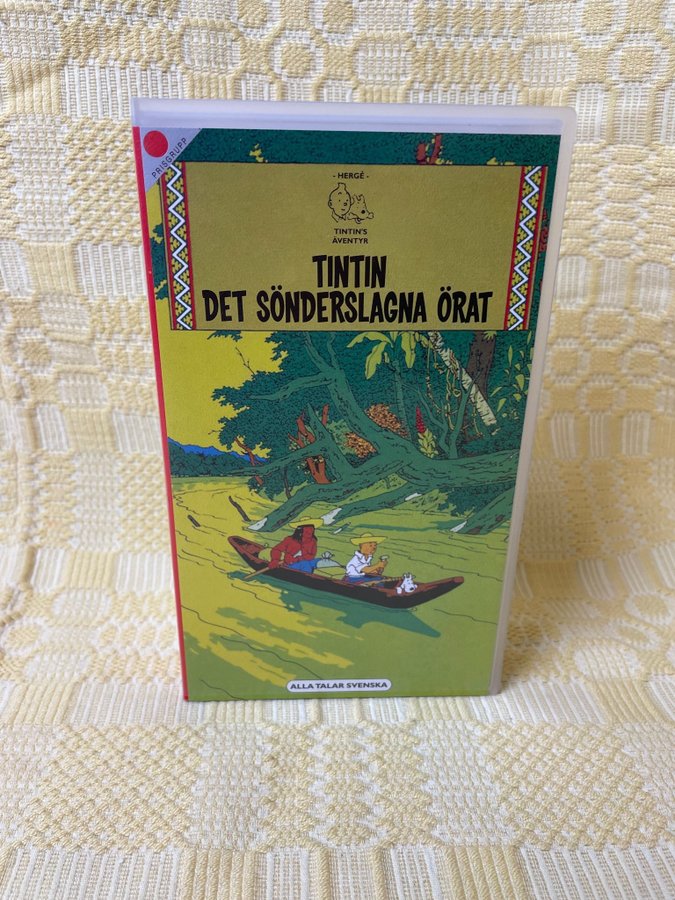 PRISGRUPP
- HERGÉ -
TINTIN'S
ÄVENTYR
TINTIN
DET SÖNDERSLAGNA ÖRAT
ALLA TALAR SVENSKA